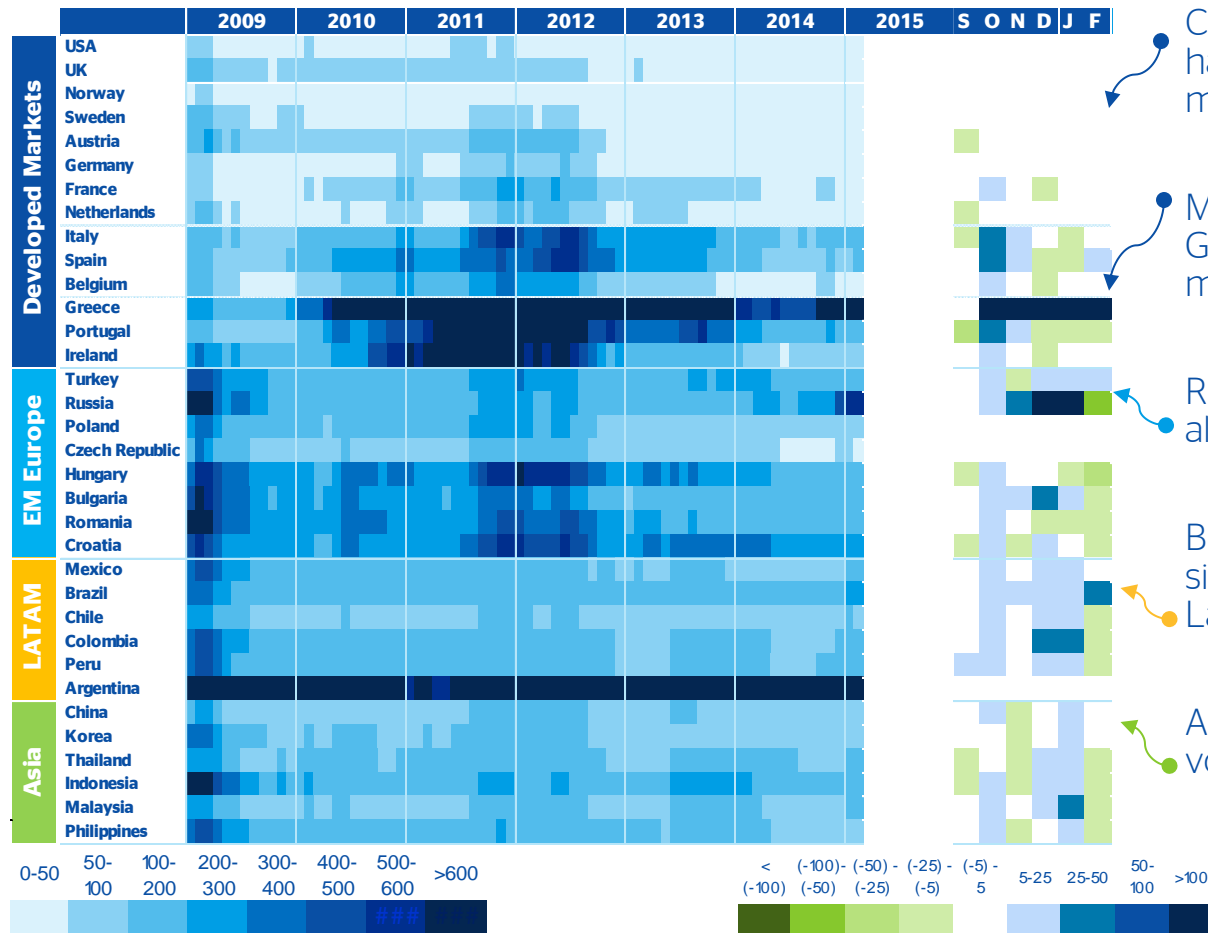 2009 2010 2011 2012 2013 2014 2015 S O N D J F
Developed Markets
USA
UK
Norway
Sweden
Austria
Germany
France
Netherlands
Italy
Spain
Belgium
Greece
Portugal
Ireland
EM Europe
Turkey
Russia
Poland
Czech Republic
Hungary
Bulgaria
Romania
Croatia
LATAM
Mexico
Brazil
Chile
Colombia
Peru
Argentina
Asia
China
Korea
Thailand
Indonesia
Malaysia
Philippines
C
h
m
M
G
m
R
al
B
si
La
A
v
0-50 50-100 100-200 200-300 300-400 400-500 500-600 >600
###
< (-100) (-100)-(-50) (-50) - (-25) (-25) - (-5) (-5) - 5 5-25 25-50 50-100 >100